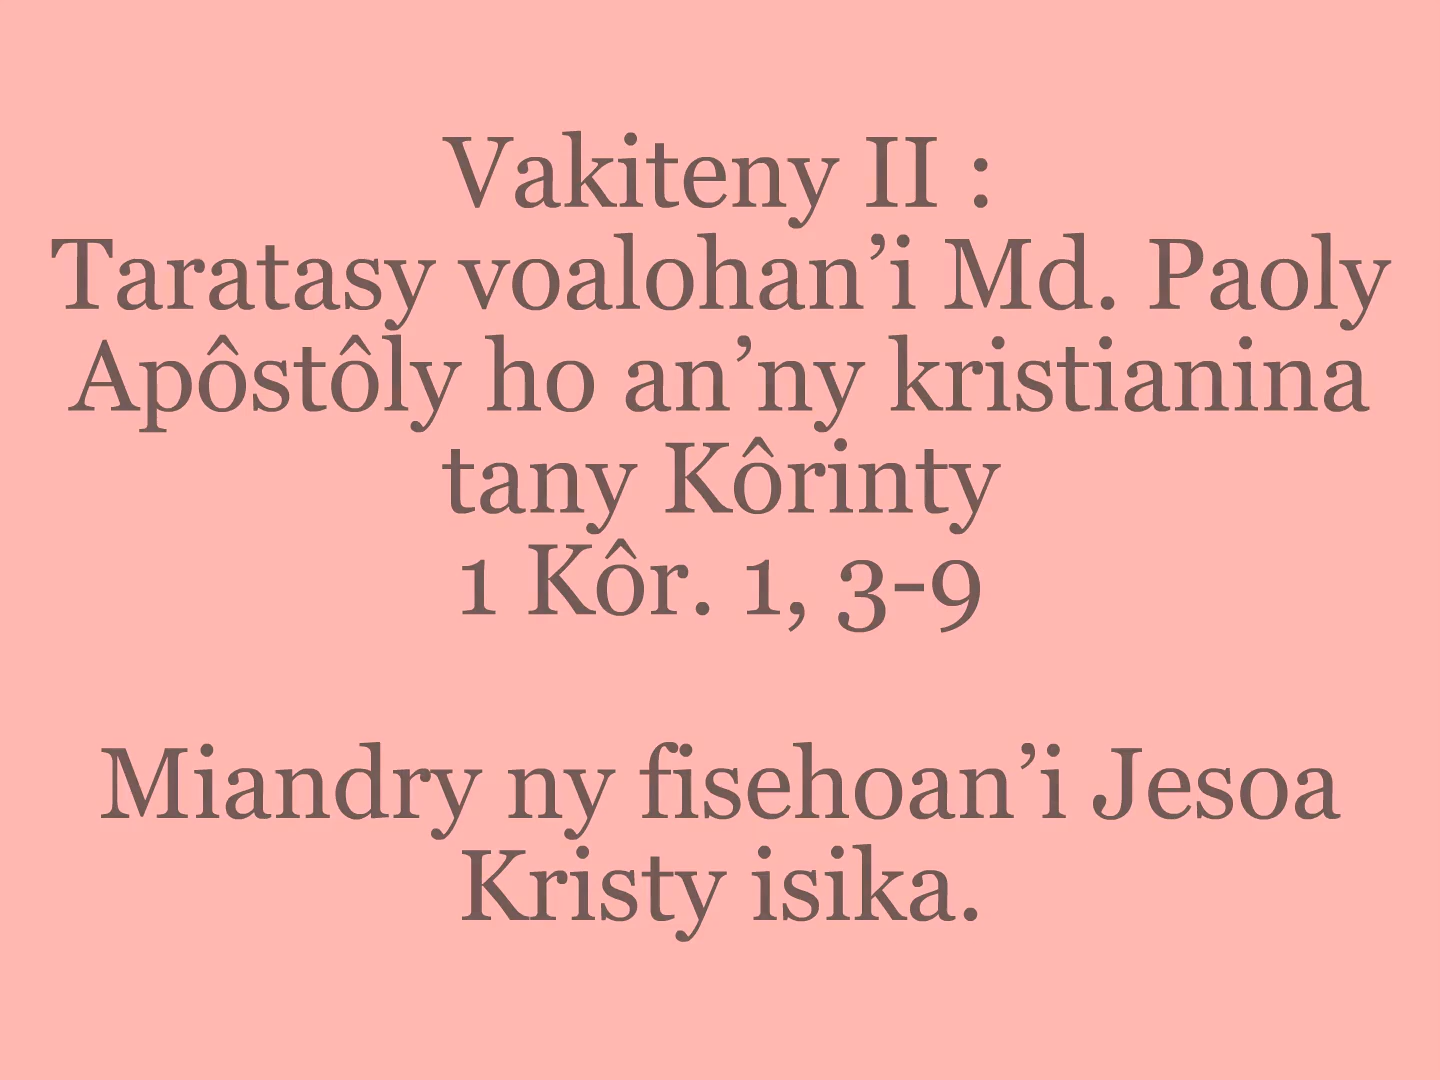 Vakiteny II :
Taratasy voalohan’i Md. Paoly
Apôstôly ho an’ny kristianina
tany Kôrinty
1 Kôr. 1, 3-9
Miandry ny fisehoan’i Jesoa
Kristy isika.